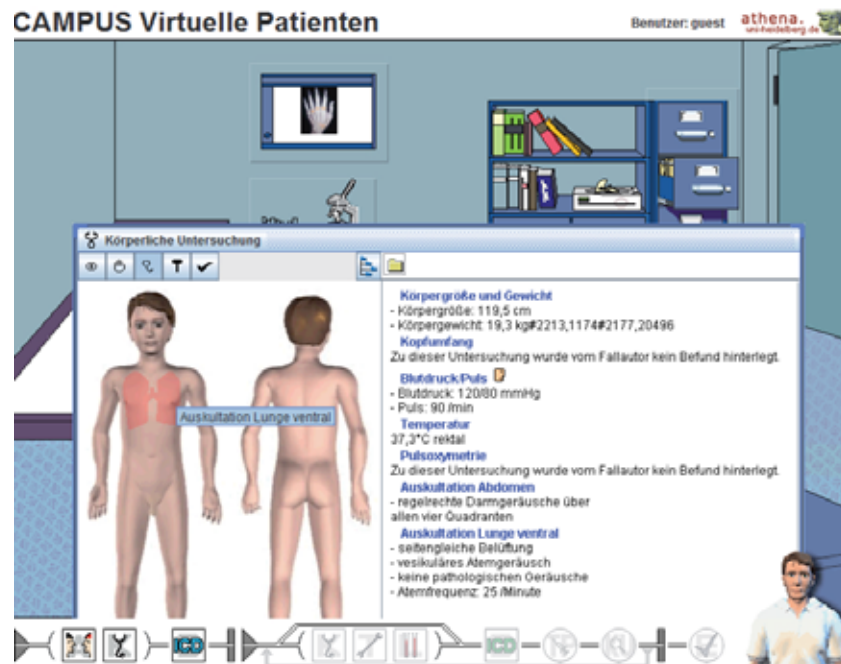 CAMPUS Virtuelle Patienten
Benutzer: guest
athena.
uni-heidelberg.de
Körperliche Untersuchung
Körpergröße und Gewicht
- Körpergröße: 119,5 cm
- Körpergewicht: 19,3 kg#2213,1174#2177,20496
Kopfumfang
Zu dieser Untersuchung wurde vom Fallautor kein Befund hinterlegt.
Blutdruck/Puls
- Blutdruck: 120/80 mmHg
- Puls: 90 /min
Temperatur
37,3°C rektal
Pulsoxymetrie
Zu dieser Untersuchung wurde vom Fallautor kein Befund hinterlegt.
Auskultation Abdomen
- regelrechte Darmgeräusche über
allen vier Quadranten
Auskultation Lunge ventral
- seitengleiche Belüftung
- vesikuläres Atemgeräusch
- keine pathologischen Geräusche
- Atemfrequenz: 25 /Minute
Auskultation Lunge ventral
ICD
ICD